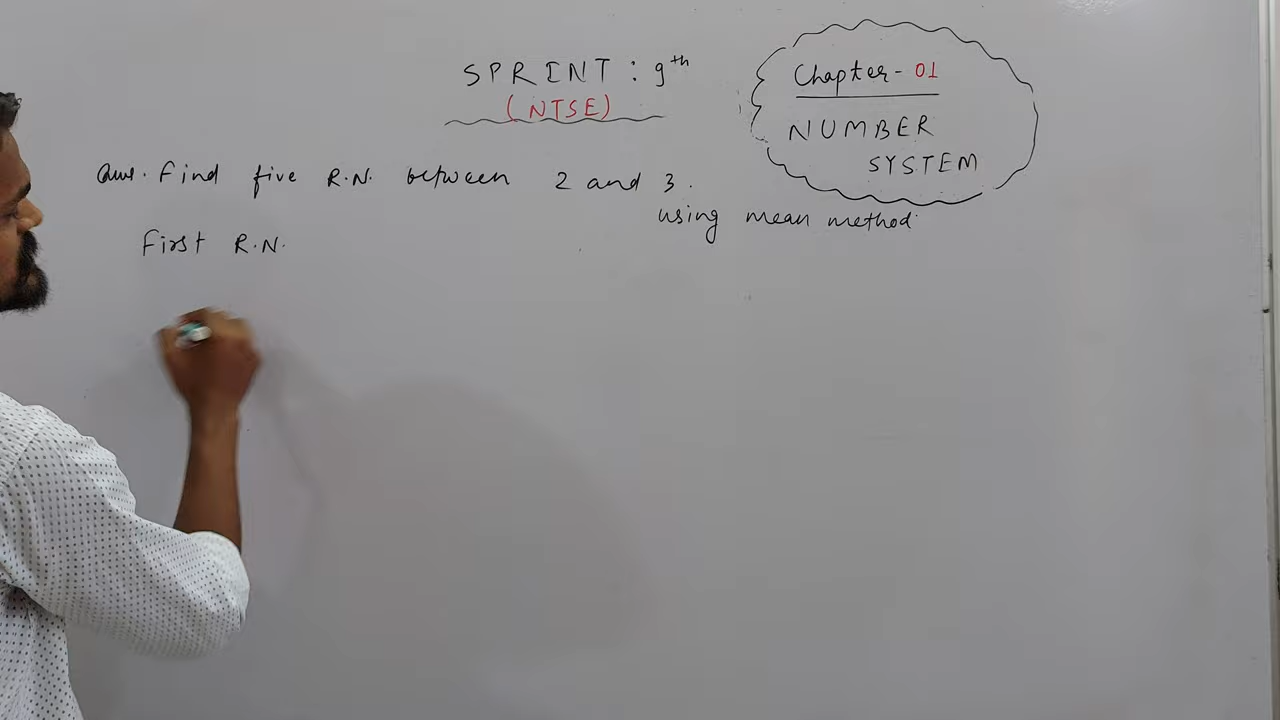 SPRINT : 9th
(NTSE)
Chapter - 01
NUMBER
SYSTEM
Que. Find five R.N. between 2 and 3.
using mean method
First R.N.